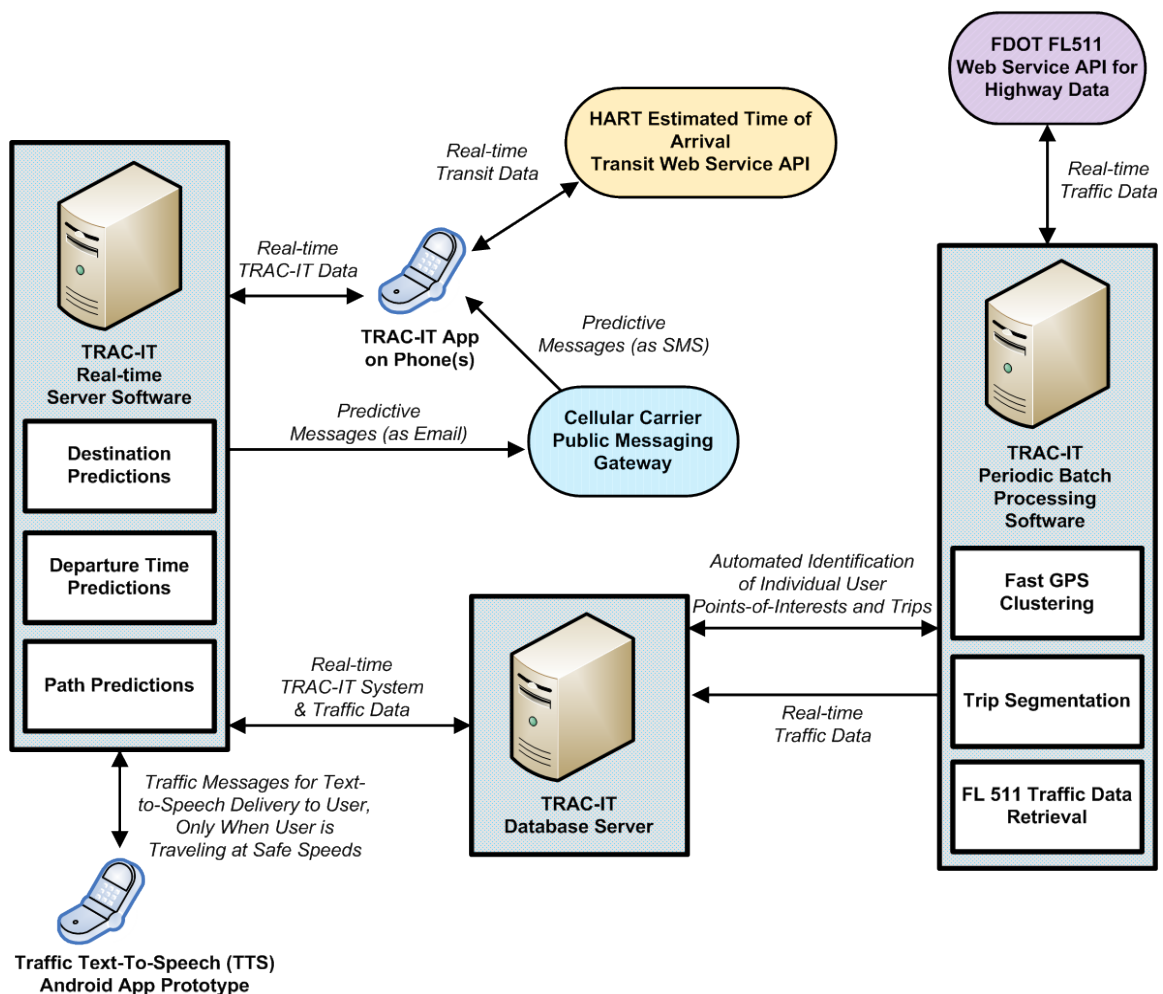 FDOT FL511
Web Service API for
Highway Data
HART Estimated Time of
Arrival
Transit Web Service API
Real-time
Transit Data
Real-time
Traffic Data
Real-time
TRAC-IT Data
TRAC-IT App
on Phone(s)
Predictive
Messages (as SMS)
TRAC-IT
Real-time
Server Software
Predictive
Messages (as Email)
Cellular Carrier
Public Messaging
Gateway
Destination
Predictions
Departure Time
Predictions
Path Predictions
TRAC-IT
Periodic Batch
Processing
Software
Automated Identification
of Individual User
Points-of-Interests and Trips
Fast GPS
Clustering
Trip Segmentation
FL 511 Traffic Data
Retrieval
Real-time
TRAC-IT System
& Traffic Data
Real-time
Traffic Data
TRAC-IT
Database Server
Traffic Messages for Text-
to-Speech Delivery to User,
Only When User is
Traveling at Safe Speeds
Traffic Text-To-Speech (TTS)
Android App Prototype